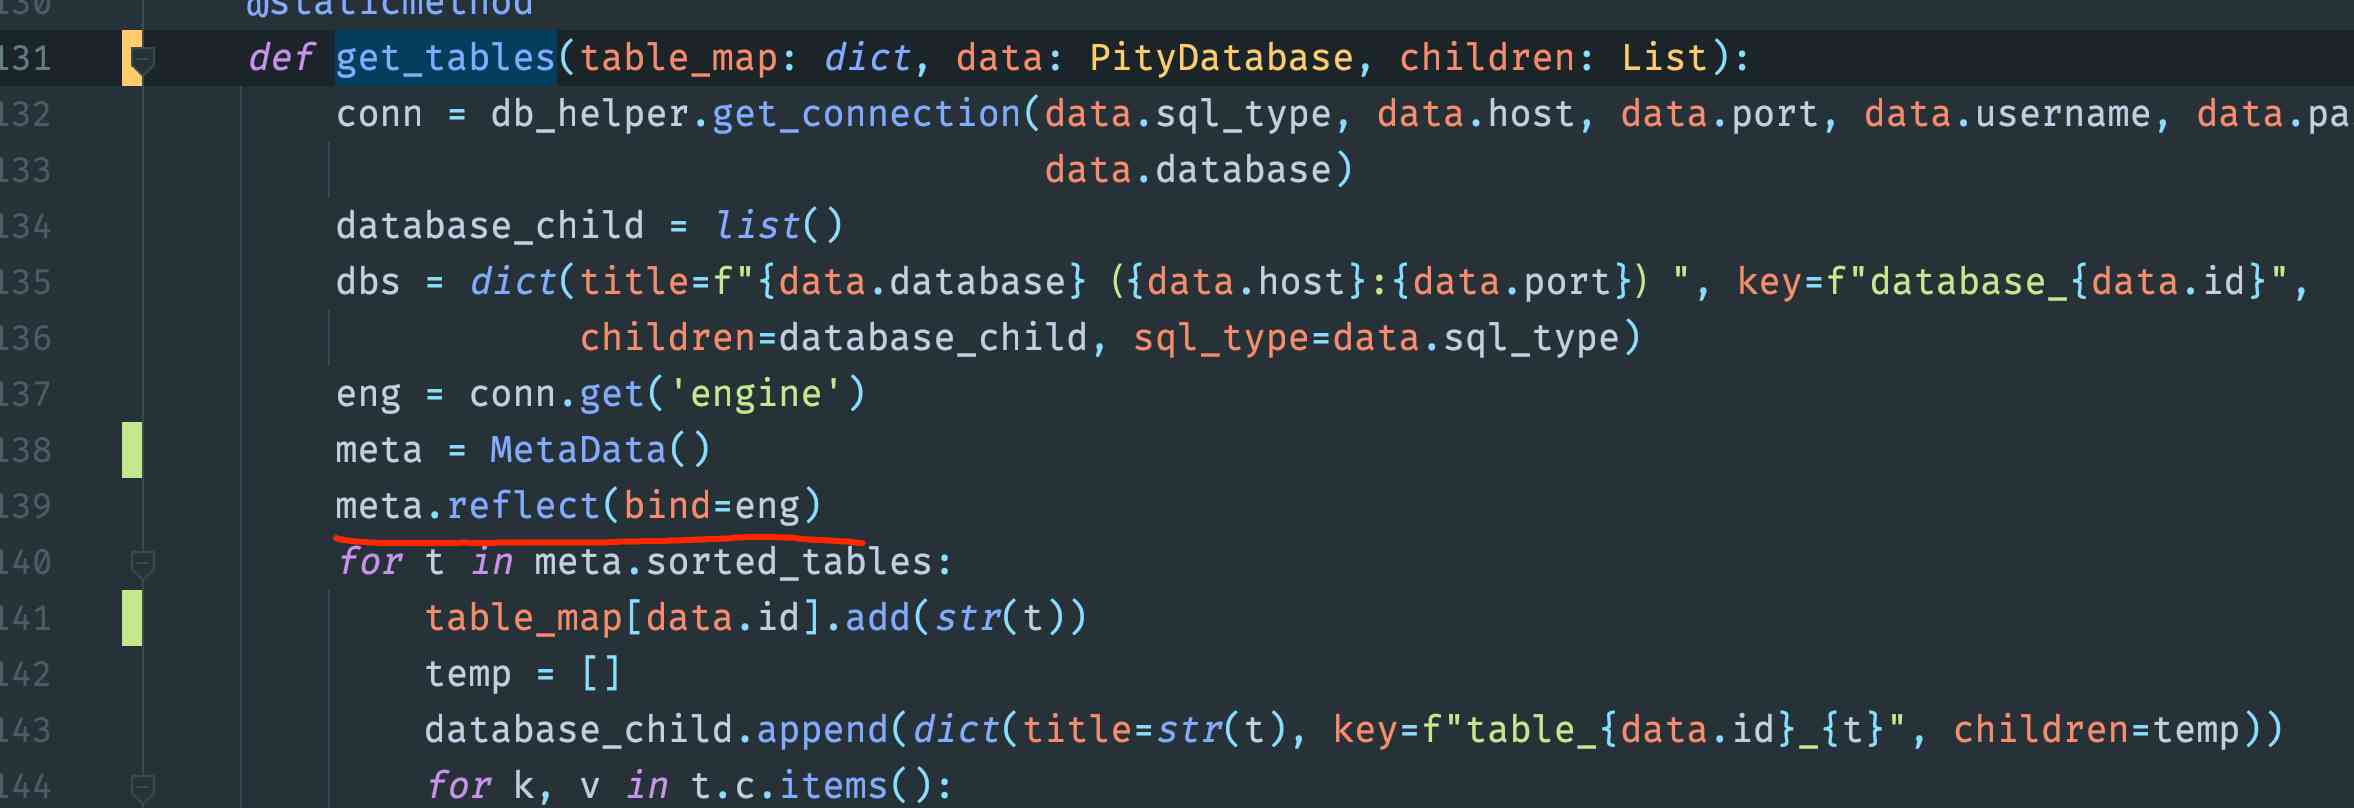 130 @staticmethod
131 def get_tables(table_map: dict, data: PityDatabase, children: List):
132 conn = db_helper.get_connection(data.sql_type, data.host, data.port, data.username, data.pa
133 data.database)
134 database_child = list()
135 dbs = dict(title=f"{data.database} ({data.host}:{data.port}) ", key=f"database_{data.id}",
136 children=database_child, sql_type=data.sql_type)
137 eng = conn.get('engine')
138 meta = MetaData()
139 meta.reflect(bind=eng)
140 for t in meta.sorted_tables:
141 table_map[data.id].add(str(t))
142 temp = []
143 database_child.append(dict(title=str(t), key=f"table_{data.id}_{t}", children=temp))
144 for k, v in t.c.items():